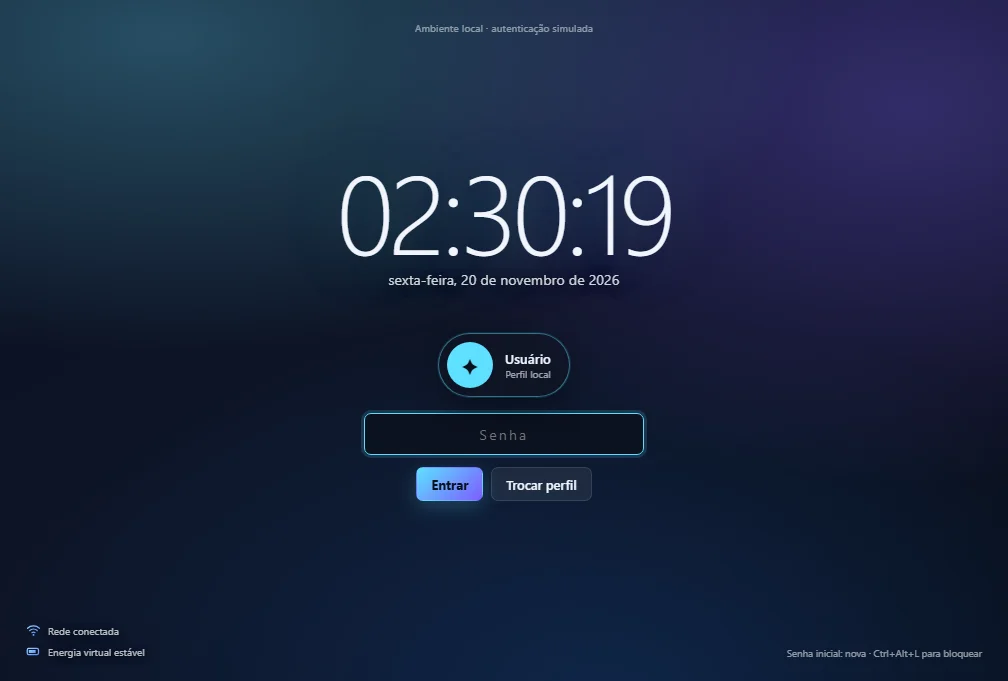 Ambiente local · autenticação simulada
02:30:19
sexta-feira, 20 de novembro de 2026
Usuário
Perfil local
Senha
Entrar
Trocar perfil
Rede conectada
Energia virtual estável
Senha inicial: nova · Ctrl+Alt+L para bloquear